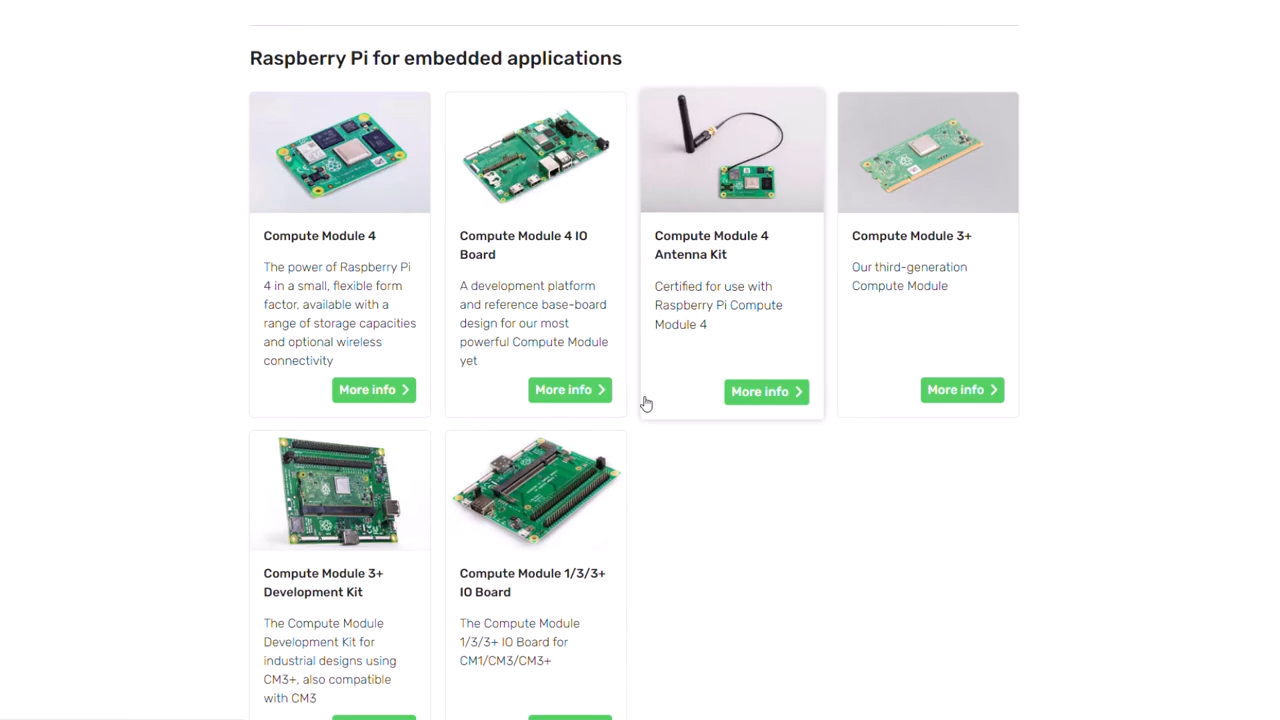 Raspberry Pi for embedded applications
Compute Module 4
The power of Raspberry Pi
4 in a small, flexible form
factor, available with a
range of storage capacities
and optional wireless
connectivity
More info
Compute Module 4 IO
Board
A development platform
and reference base-board
design for our most
powerful Compute Module
yet
More info
Compute Module 4
Antenna Kit
Certified for use with
Raspberry Pi Compute
Module 4
More info
Compute Module 3+
Our third-generation
Compute Module
More info
Compute Module 3+
Development Kit
The Compute Module
Development Kit for
industrial designs using
CM3+, also compatible
with CM3
Compute Module 1/3/3+
IO Board
The Compute Module
1/3/3+ IO Board for
CM1/CM3/CM3+